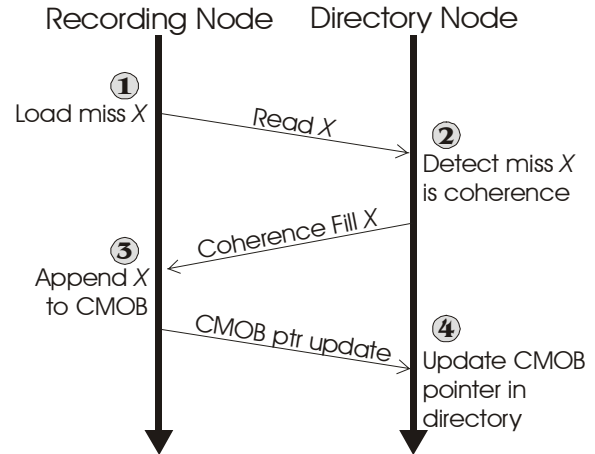 Recording Node
Directory Node
1
Load miss X
Read X
2
Detect miss X
is coherence
Coherence Fill X
3
Append X
to CMOB
CMOB ptr update
4
Update CMOB
pointer in
directory